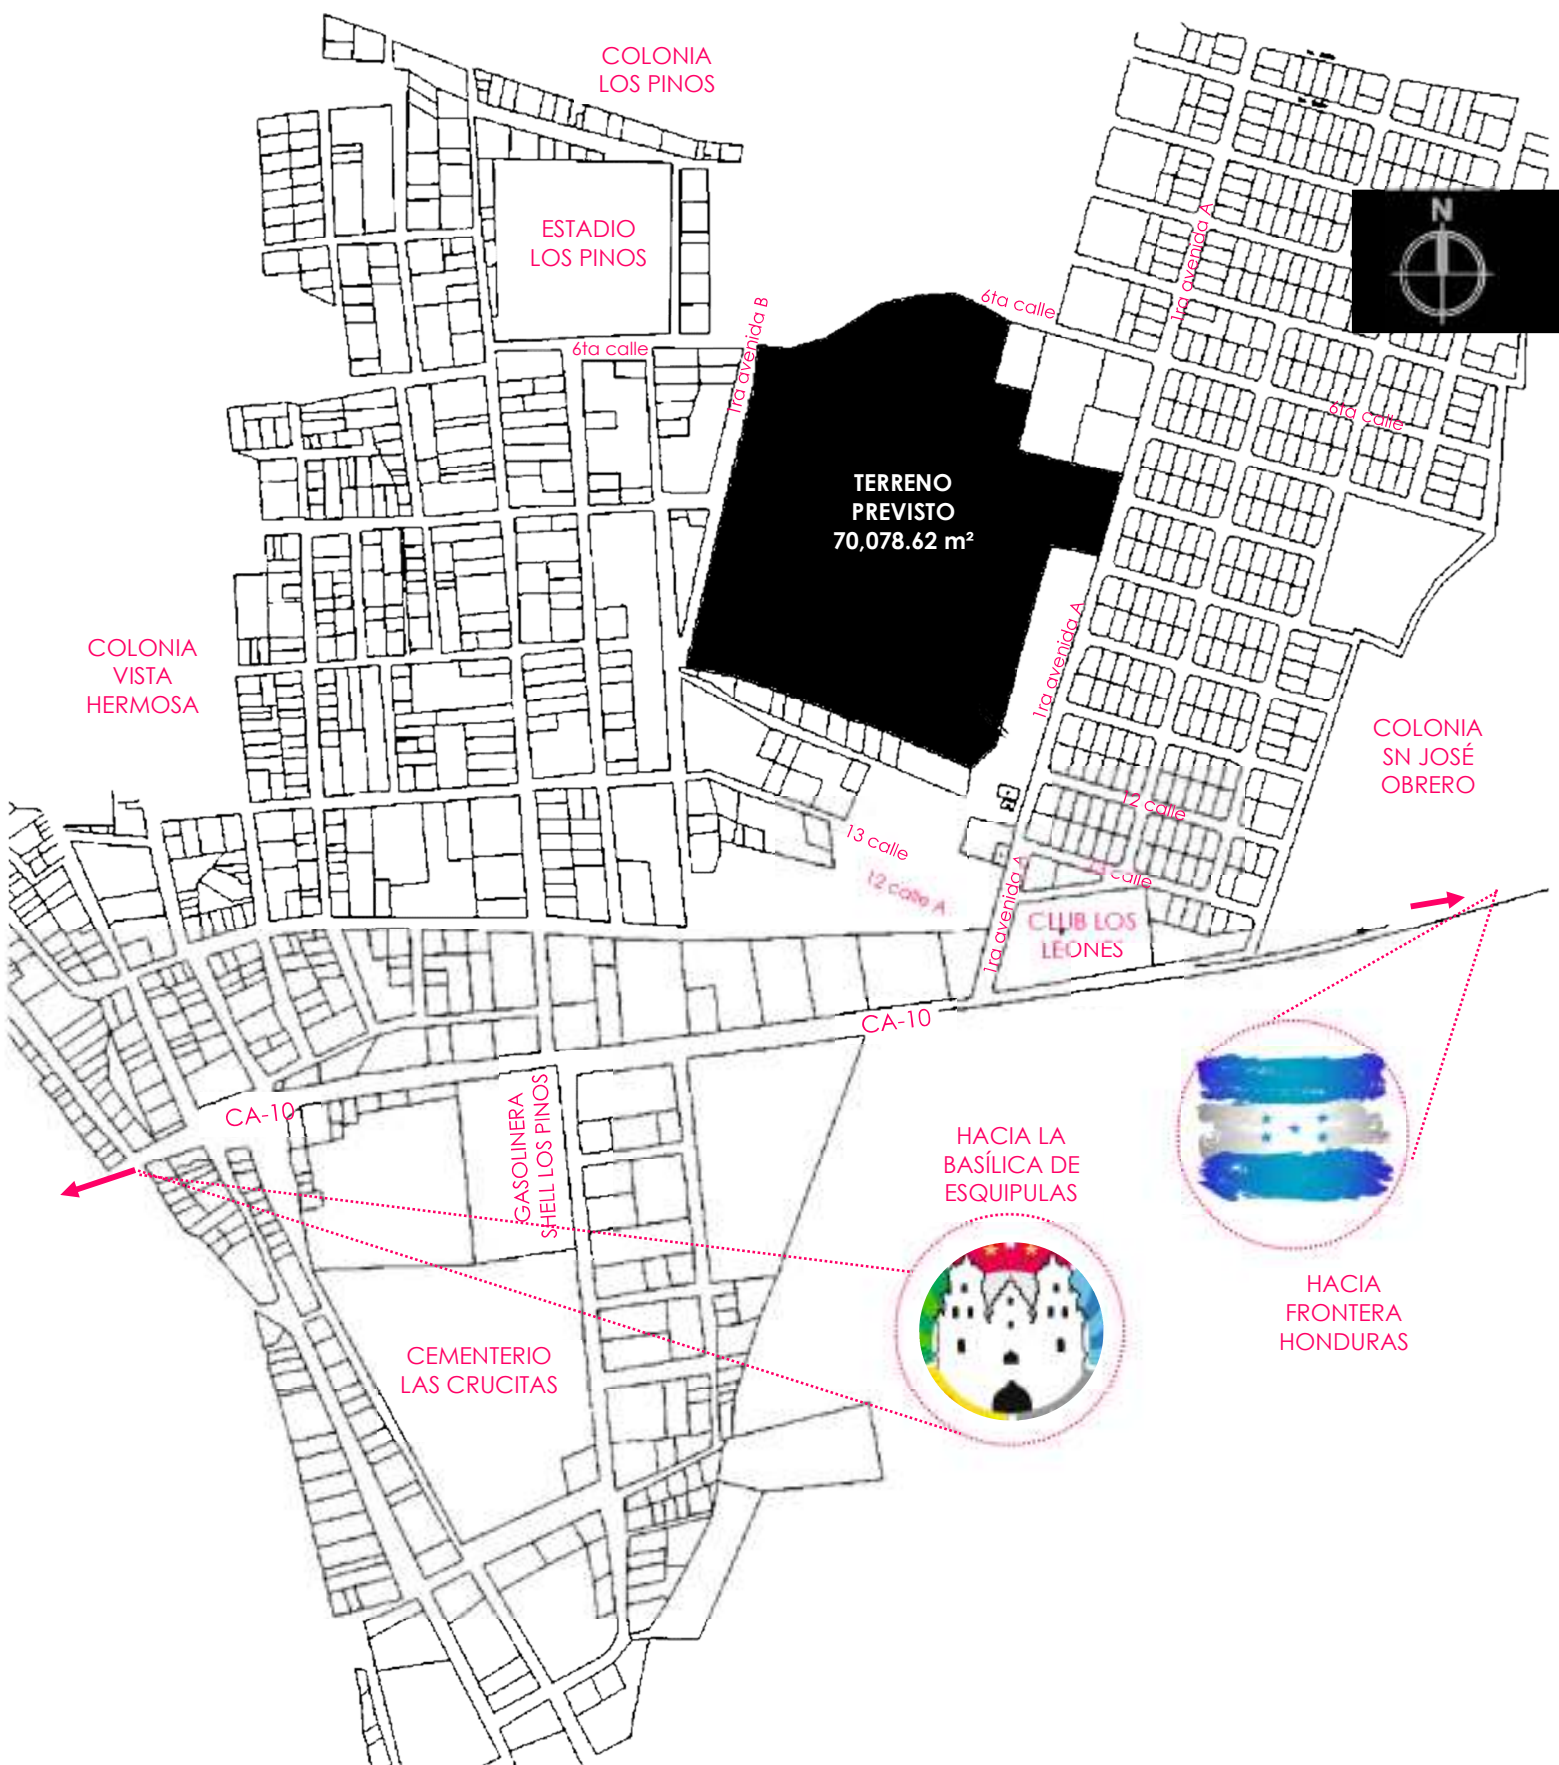 COLONIA
LOS PINOS
ESTADIO
LOS PINOS
N
1ra avenida A
6ta calle
1ra avenida B
6ta calle
6ta calle
TERRENO
PREVISTO
70,078.62 m²
COLONIA
VISTA
HERMOSA
1ra avenida A
COLONIA
SN JOSÉ
OBRERO
12 calle
13 calle
12 calle A
calle
1ra avenida A
CLUB LOS
LEONES
CA-10
CA-10
GASOLINERA
SHELL LOS PINOS
HACIA LA
BASÍLICA DE
ESQUIPULAS
HACIA
FRONTERA
HONDURAS
CEMENTERIO
LAS CRUCITAS